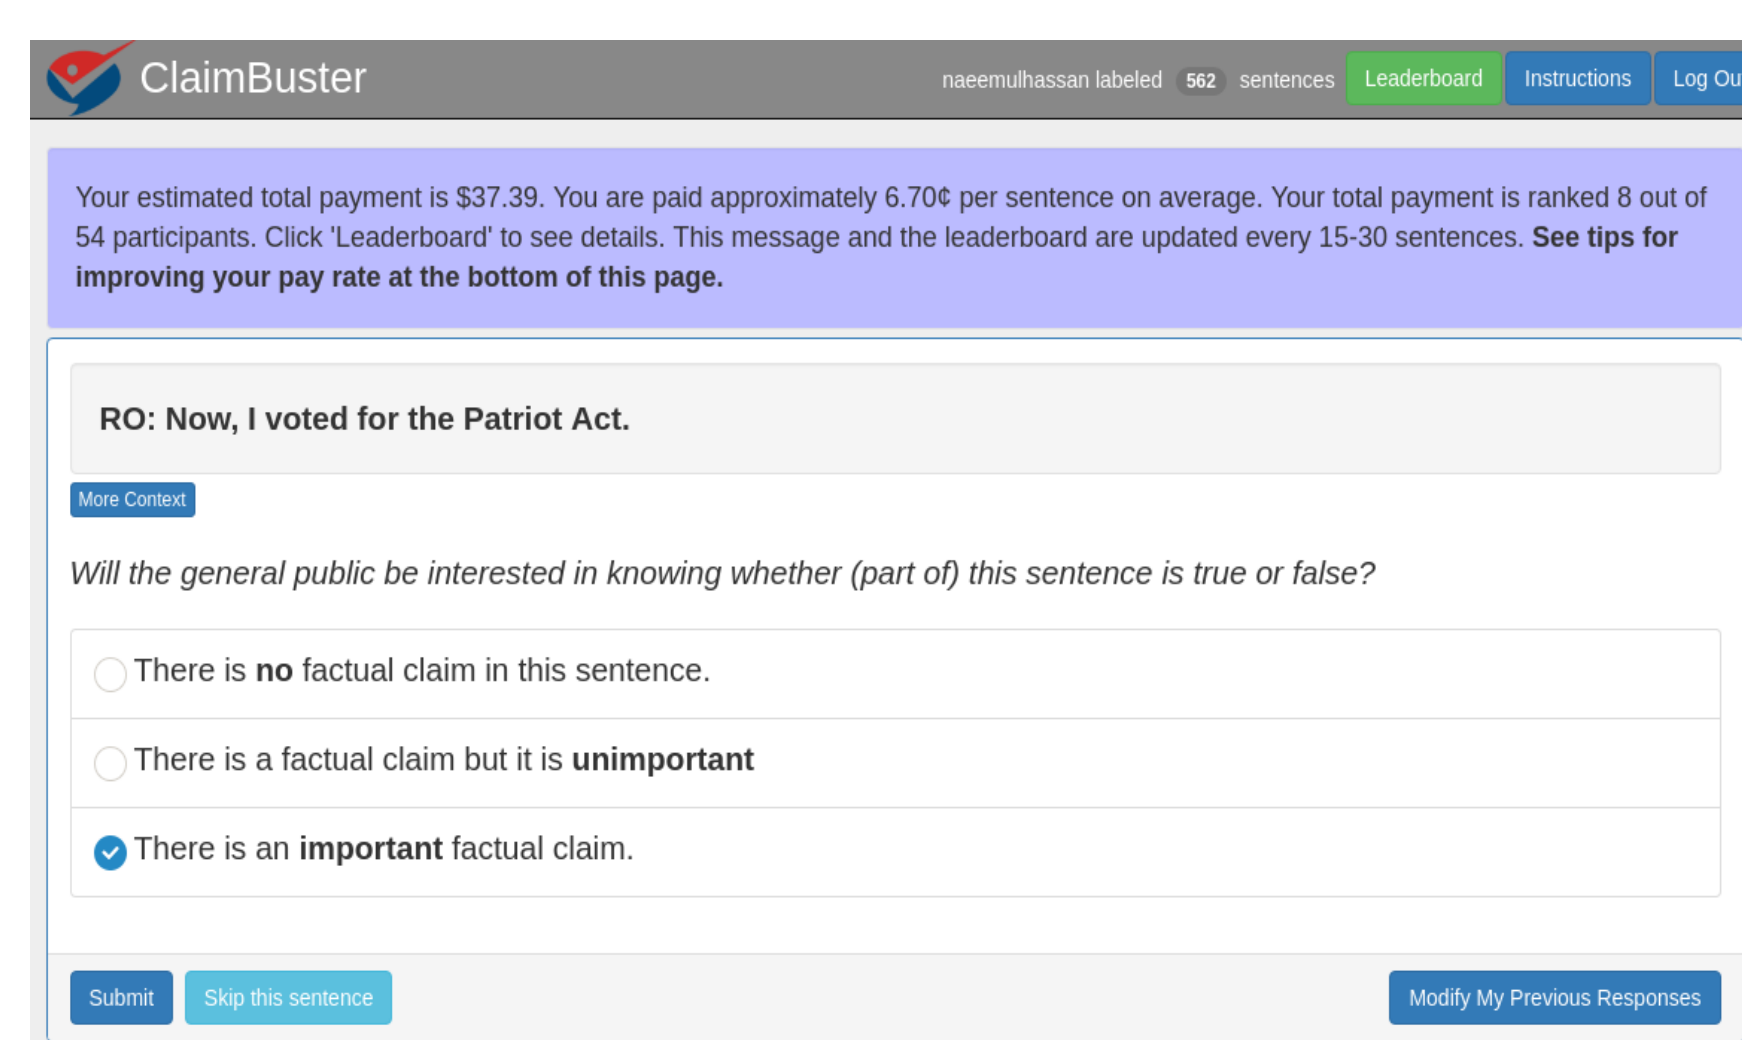 ClaimBuster
naeemulhassan labeled 562 sentences Leaderboard Instructions Log Ou
Your estimated total payment is $37.39. You are paid approximately 6.70¢ per sentence on average. Your total payment is ranked 8 out of
54 participants. Click 'Leaderboard' to see details. This message and the leaderboard are updated every 15-30 sentences. See tips for
improving your pay rate at the bottom of this page.
RO: Now, I voted for the Patriot Act.
More Context
Will the general public be interested in knowing whether (part of) this sentence is true or false?
There is no factual claim in this sentence.
There is a factual claim but it is unimportant
There is an important factual claim.
Submit Skip this sentence Modify My Previous Responses